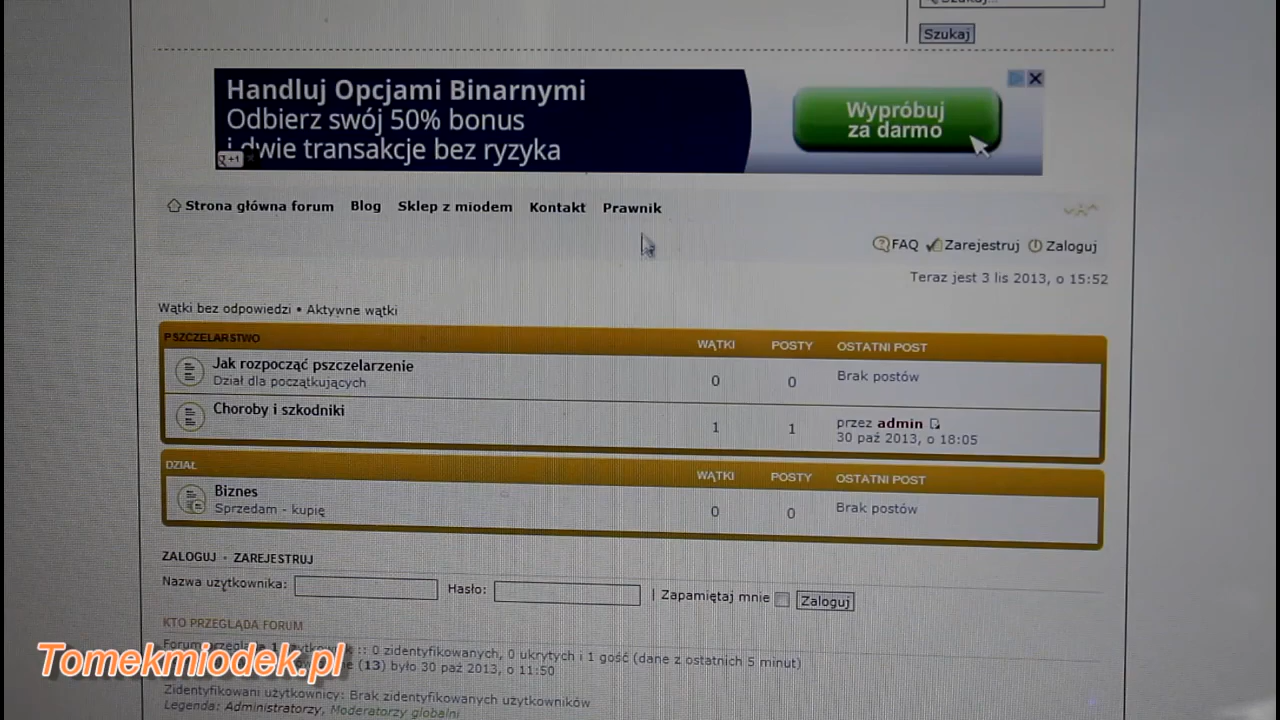 Szukaj...
Szukaj
Handluj Opcjami Binarnymi
Odbierz swój 50% bonus
i dwie transakcje bez ryzyka
+1
Wypróbuj
za darmo
Strona główna forum Blog Sklep z miodem Kontakt Prawnik
FAQ Zarejestruj Zaloguj
Teraz jest 3 lis 2013, o 15:52
Wątki bez odpowiedzi • Aktywne wątki
PSZCZELARSTWO WĄTKI POSTY OSTATNI POST
Jak rozpocząć pszczelarzenie
Dział dla początkujących
0 0 Brak postów
Choroby i szkodniki
1 1 przez admin
30 paź 2013, o 18:05
DZIAŁ WĄTKI POSTY OSTATNI POST
Biznes
Sprzedam - kupię
0 0 Brak postów
ZALOGUJ • ZAREJESTRUJ
Nazwa użytkownika: Hasło: | Zapamiętaj mnie Zaloguj
KTO PRZEGLĄDA FORUM
Forum :: 0 zidentyfikowanych, 0 ukrytych i 1 gość (dane z ostatnich 5 minut)
(13) było 30 paź 2013, o 11:50
Tomekmiodek.pl
Zidentyfikowani użytkownicy: Brak zidentyfikowanych użytkowników
Legenda: Administratorzy, Moderatorzy globalni